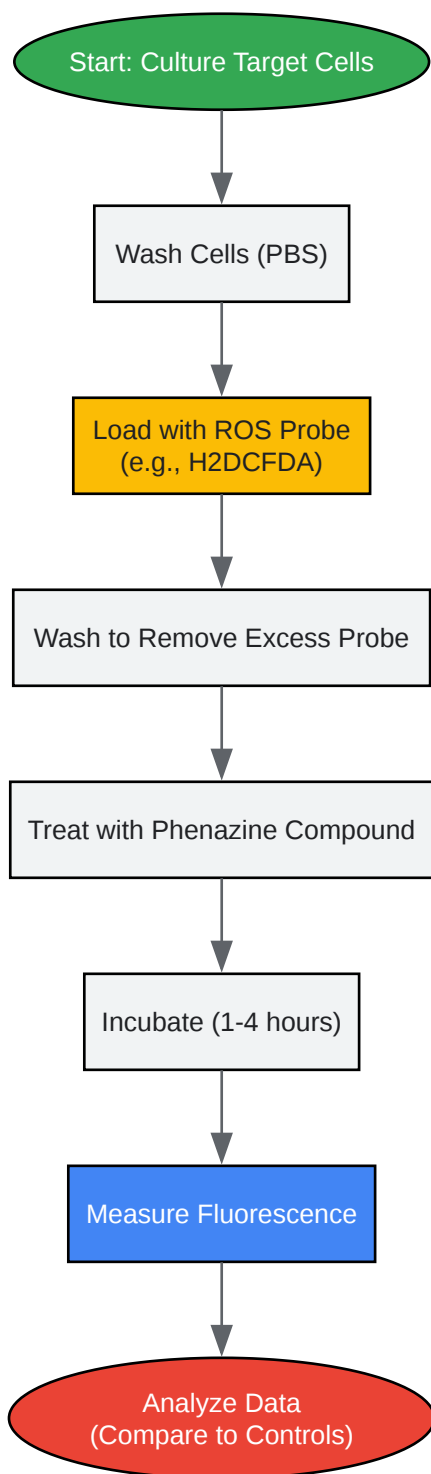 Start: Culture Target Cells
Wash Cells (PBS)
Load with ROS Probe
(e.g., H2DCFDA)
Wash to Remove Excess Probe
Treat with Phenazine Compound
Incubate (1-4 hours)
Measure Fluorescence
Analyze Data
(Compare to Controls)